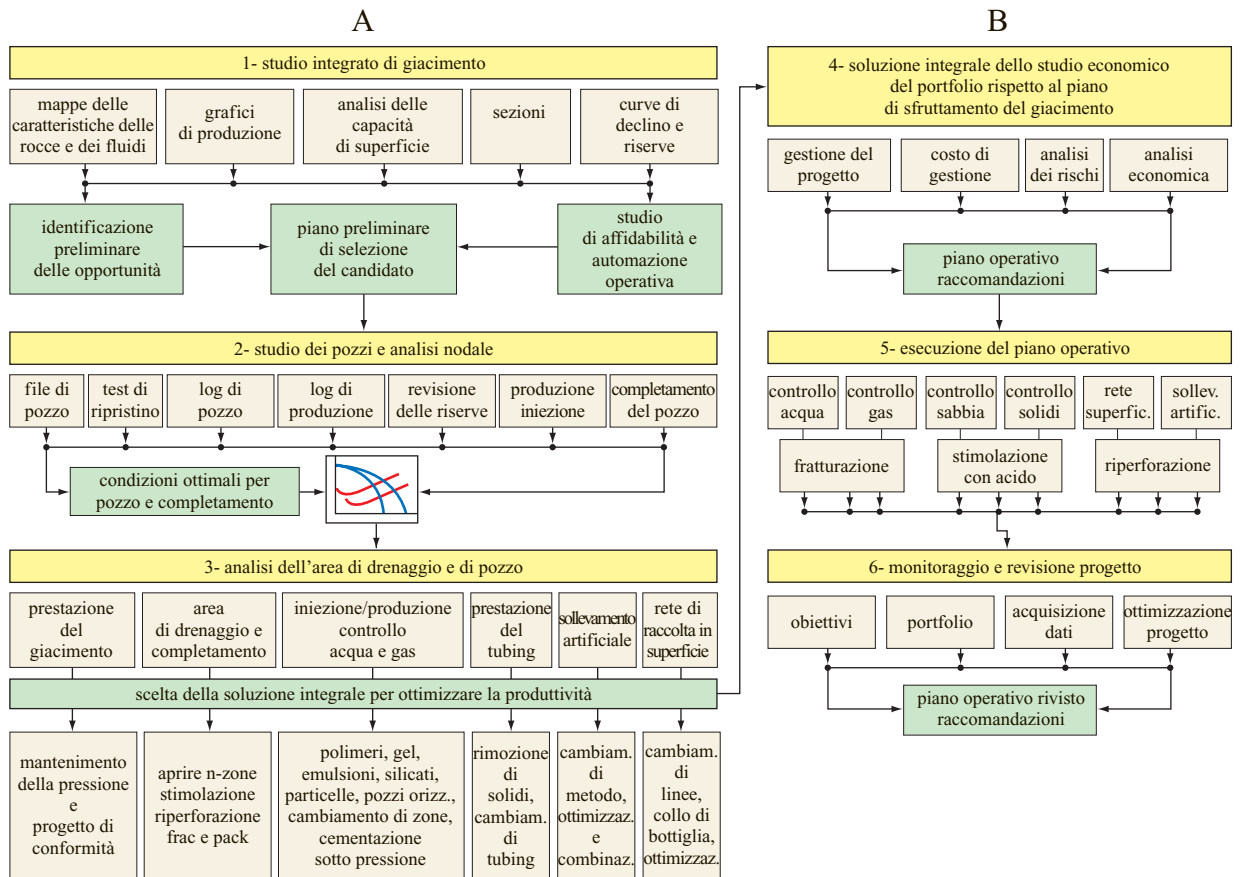 A
1- studio integrato di giacimento
mappe delle
caratteristiche delle
rocce e dei fluidi
grafici
di produzione
analisi delle
capacità
di superficie
sezioni
curve di
declino e
riserve
identificazione
preliminare
delle opportunità
piano preliminare
di selezione
del candidato
studio
di affidabilità e
automazione
operativa
2- studio dei pozzi e analisi nodale
file di
pozzo
test di
ripristino
log di
pozzo
log di
produzione
revisione
delle riserve
produzione
iniezione
completamento
del pozzo
condizioni ottimali per
pozzo e completamento
3- analisi dell'area di drenaggio e di pozzo
prestazione
del
giacimento
area
di drenaggio e
completamento
iniezione/produzione
controllo
acqua e gas
prestazione
del
tubing
sollevamento
artificiale
rete di
raccolta in
superficie
scelta della soluzione integrale per ottimizzare la produttività
mantenimento
della pressione
e
progetto di
conformità
aprire n-zone
stimolazione
riperforazione
frac e pack
polimeri, gel,
emulsioni, silicati,
particelle, pozzi orizz.,
cambiamento di zone,
cementazione
sotto pressione
rimozione
di
solidi,
cambiam.
di
tubing
cambiam.
di
metodo,
ottimizzaz.
e
combinaz.
cambiam.
di
linee,
collo di
bottiglia,
ottimizzaz.
B
4- soluzione integrale dello studio economico
del portfolio rispetto al piano
di sfruttamento del giacimento
gestione del
progetto
costo di
gestione
analisi
dei rischi
analisi
economica
piano operativo
raccomandazioni
5- esecuzione del piano operativo
controllo
acqua
controllo
gas
controllo
sabbia
controllo
solidi
rete
superfic.
sollev.
artific.
fratturazione
stimolazione
con acido
riperforazione
6- monitoraggio e revisione progetto
obiettivi
portfolio
acquisizione
dati
ottimizzazione
progetto
piano operativo rivisto
raccomandazioni